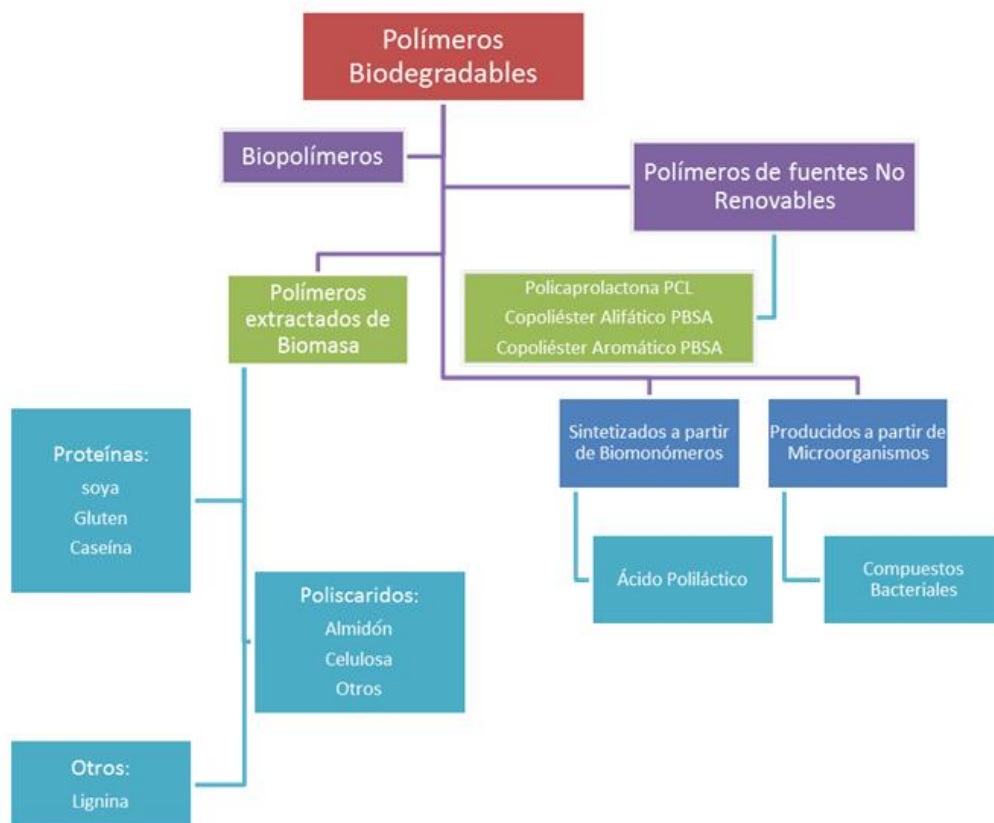 Polímeros
Biodegradables
Biopolímeros
Polímeros de fuentes No
Renovables
Polímeros
extractados de
Biomasa
Policaprolactona PCL
Copoliéster Alifático PBSA
Copoliéster Aromático PBSA
Sintetizados a partir
de Biomonómeros
Producidos a partir de
Microorganismos
Proteínas:
soya
Gluten
Caseína
Ácido Poliláctico
Compuestos
Bacteriales
Poliscaridos:
Almidón
Celulosa
Otros
Otros:
Lignina